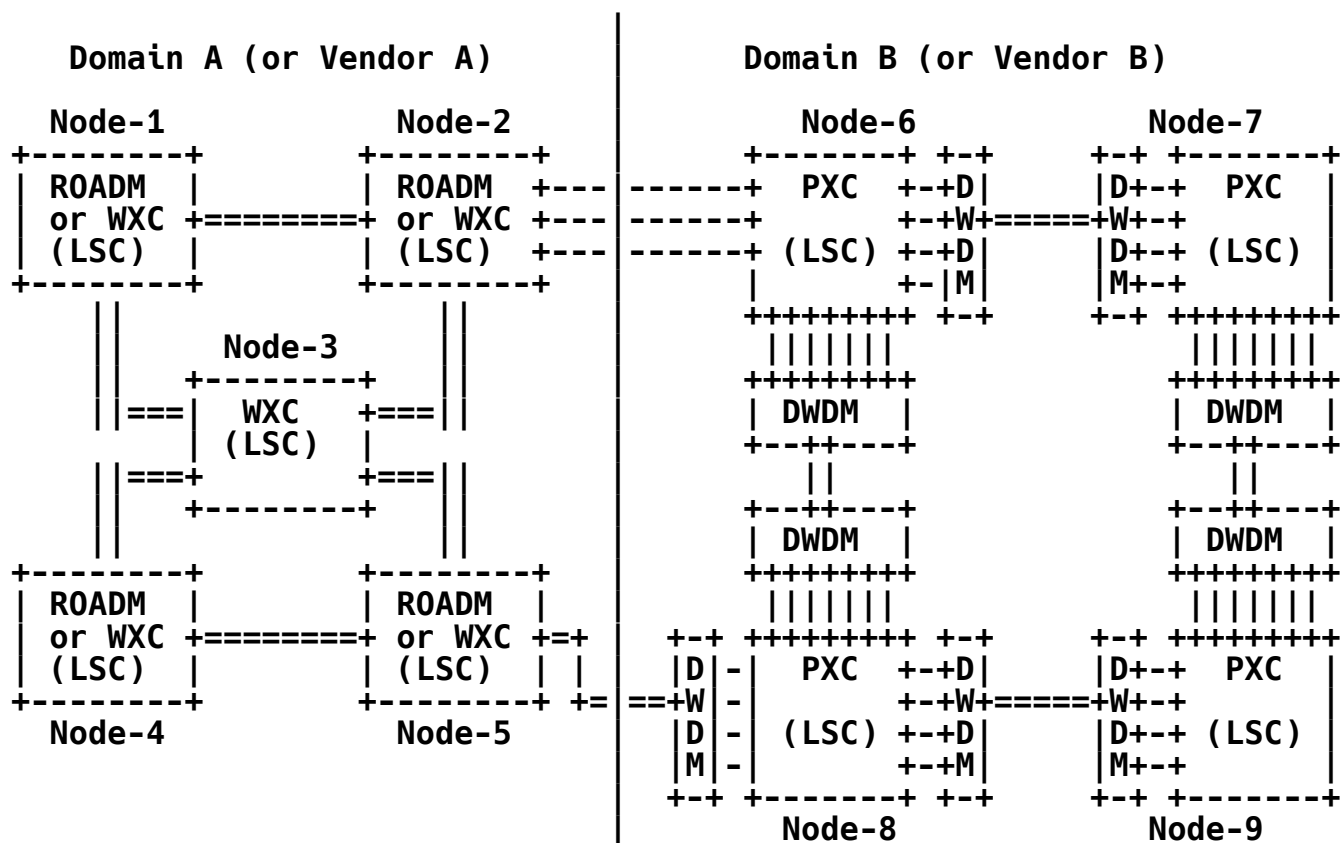 Domain A (or Vendor A) Domain B (or Vendor B)
Node-1 Node-2 Node-6 Node-7
ROADM ROADM PXC D D PXC
or WXC or WXC W W
(LSC) (LSC) (LSC) D D (LSC)
M M
Node-3
WXC DWDM DWDM
(LSC)
DWDM DWDM
ROADM ROADM
or WXC or WXC
(LSC) (LSC) D PXC D D PXC
W W W
Node-4 Node-5 D (LSC) D D (LSC)
M M M
Node-8 Node-9